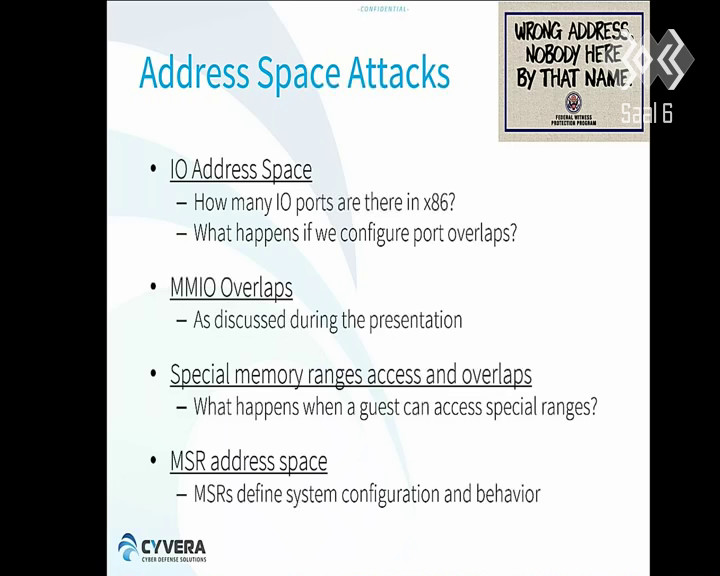 -CONFIDENTIAL-
Address Space Attacks
WRONG ADDRESS.
NOBODY HERE
BY THAT NAME.
FEDERAL WITNESS
PROTECTION PROGRAM
Saal 6
• IO Address Space
– How many IO ports are there in x86?
– What happens if we configure port overlaps?
• MMIO Overlaps
– As discussed during the presentation
• Special memory ranges access and overlaps
– What happens when a guest can access special ranges?
• MSR address space
– MSRs define system configuration and behavior
CYVERA
CYBER DEFENSE SOLUTIONS